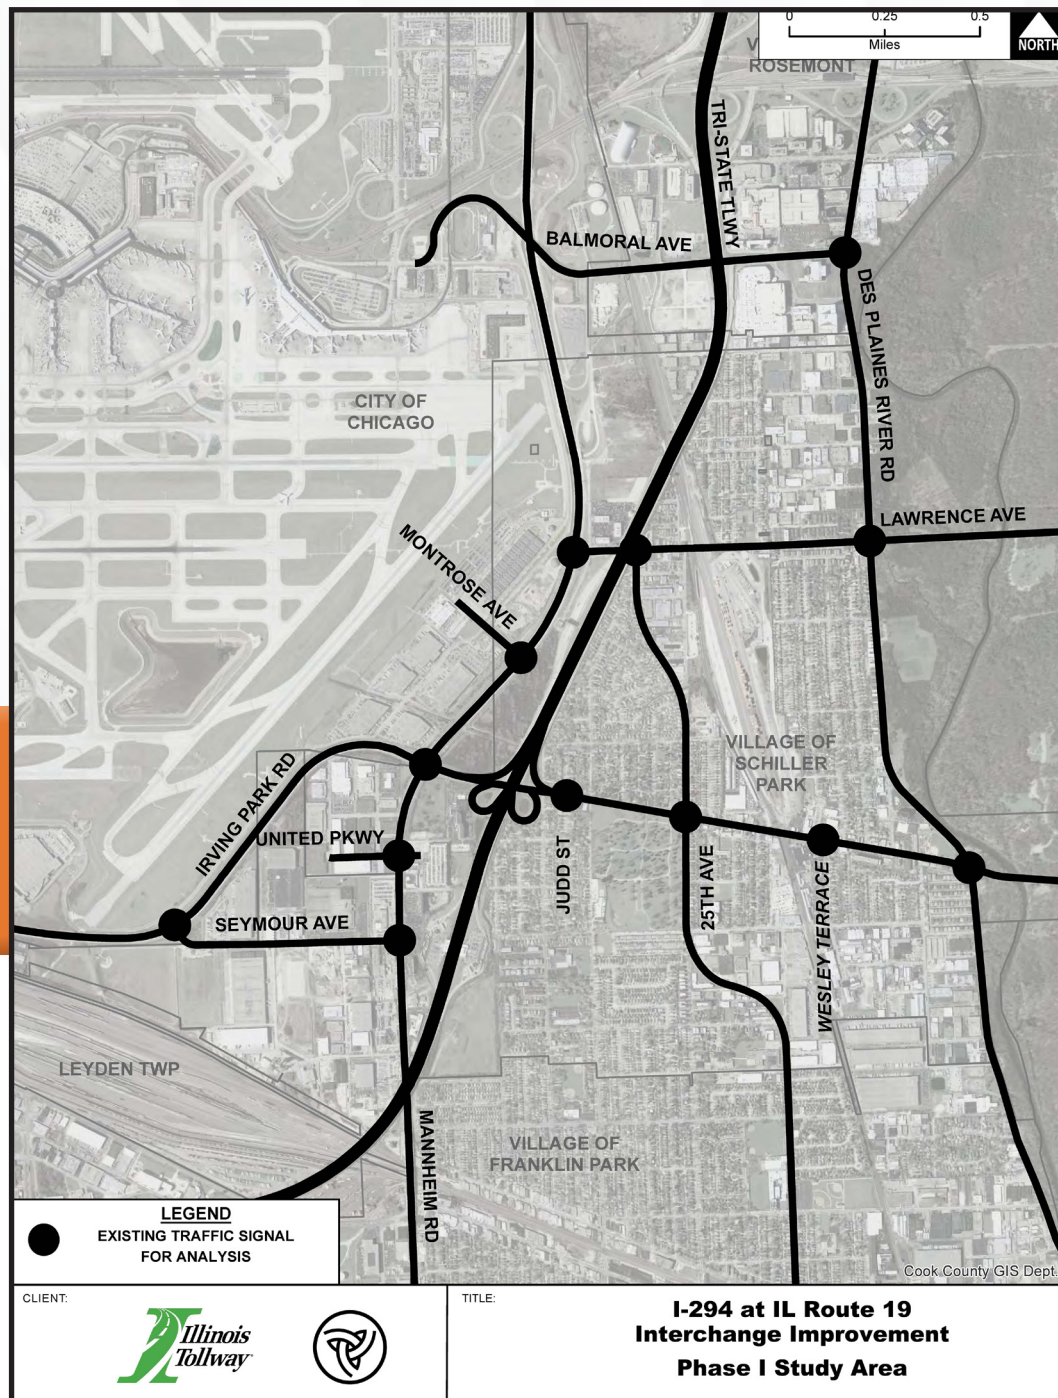 0 0.25 0.5
Miles
NORTH
ROSEMONT
TRI-STATE TLWY
BALMORAL AVE
DES PLAINES RIVER RD
CITY OF
CHICAGO
LAWRENCE AVE
MONTROSE AVE
VILLAGE OF
SCHILLER
PARK
IRVING PARK RD
UNITED PKWY
JUDD ST
25TH AVE
WESLEY TERRACE
SEYMOUR AVE
LEYDEN TWP
MANNHEIM RD
VILLAGE OF
FRANKLIN PARK
LEGEND
EXISTING TRAFFIC SIGNAL
FOR ANALYSIS
Cook County GIS Dept.
CLIENT:
Illinois
Tollway
TITLE:
I-294 at IL Route 19
Interchange Improvement
Phase I Study Area